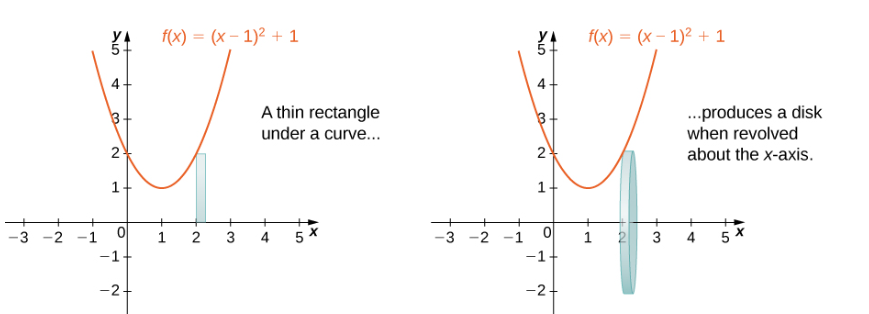 y
f(x) = (x – 1)² + 1
5
4
A thin rectangle
3
under a curve...
2
1
−3 −2 −1 0 1 2 3 4 5 x
−1
−2
y
f(x) = (x – 1)² + 1
5
4
...produces a disk
3
when revolved
2
about the x-axis.
1
−3 −2 −1 0 1 2 3 4 5 x
−1
−2